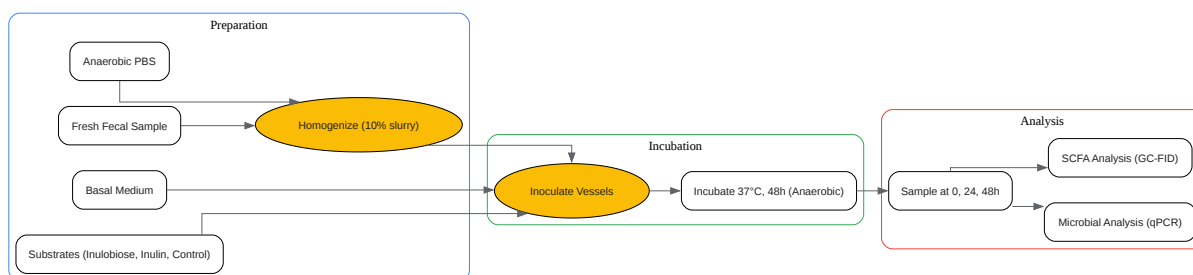 Preparation
Anaerobic PBS
Fresh Fecal Sample
Homogenize (10% slurry)
Basal Medium
Substrates (Inulobiose, Inulin, Control)
Incubation
Inoculate Vessels
Incubate 37°C, 48h (Anaerobic)
Analysis
Sample at 0, 24, 48h
SCFA Analysis (GC-FID)
Microbial Analysis (qPCR)